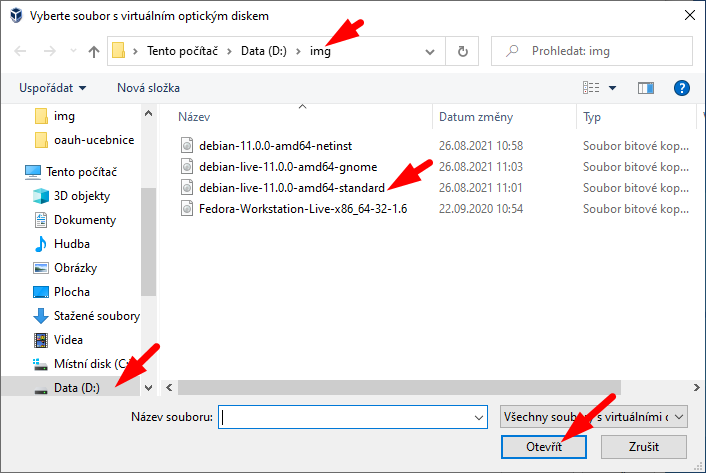 Vyberte soubor s virtuálním optickým diskem
Tento počítač > Data (D:) > img
Prohledat: img
Uspořádat
Nová složka
img
oauh-ucebnice
Tento počítač
3D objekty
Dokumenty
Hudba
Obrázky
Plocha
Stažené soubory
Videa
Místní disk (C:
Data (D:)
Název Datum změny Typ
debian-11.0.0-amd64-netinst 26.08.2021 10:58 Soubor bitové kop...
debian-live-11.0.0-amd64-gnome 26.08.2021 11:03 Soubor bitové kop...
debian-live-11.0.0-amd64-standard 26.08.2021 11:01 Soubor bitové kop...
Fedora-Workstation-Live-x86_64-32-1.6 22.09.2020 10:54 Soubor bitové kop...
Název souboru:
Všechny soubory s virtuálními
Otevřít
Zrušit